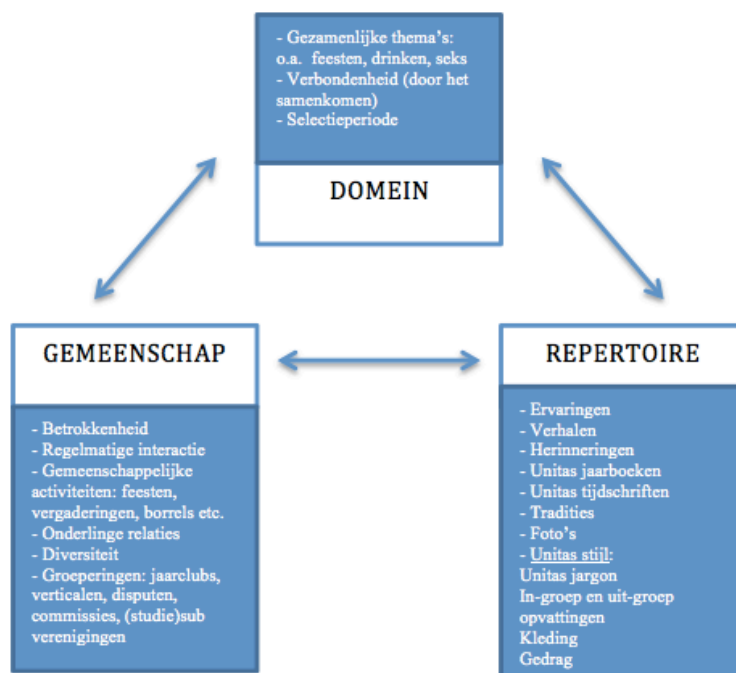 - Gezamenlijke thema's:
o.a. feesten, drinken, seks
- Verbondenheid (door het
samenkomen)
- Selectieperiode
DOMEIN
GEMEENSCHAP
- Betrokkenheid
- Regelmatige interactie
- Gemeenschappelijke
activiteiten: feesten,
vergaderingen, borrels etc.
- Onderlinge relaties
- Diversiteit
- Groeperingen: jaarclubs,
verticalen, disputen,
commissies, (studie)sub
verenigingen
REPERTOIRE
- Ervaringen
- Verhalen
- Herinneringen
- Unitas jaarboeken
- Unitas tijdschriften
- Tradities
- Foto's
- Unitas stijl:
Unitas jargon
In-groep en uit-groep
opvattingen
Kleding
Gedrag